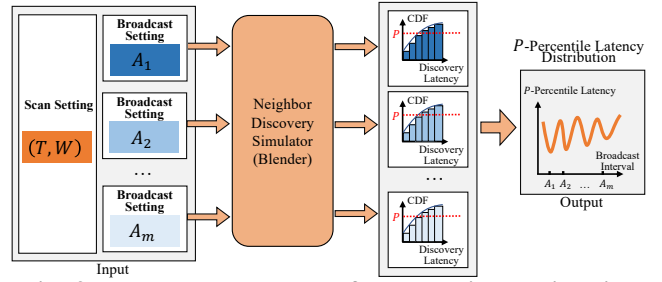 Broadcast
Setting
A₁
Scan Setting
(T, W)
Broadcast
Setting
A₂
...
Broadcast
Setting
Aₘ
Input
Neighbor
Discovery
Simulator
(Blender)
CDF
P
Discovery
Latency
CDF
P
Discovery
Latency
...
CDF
P
Discovery
Latency
P-Percentile Latency
Distribution
P-Percentile Latency
Broadcast
Interval
A₁ A₂ ... Aₘ
Output